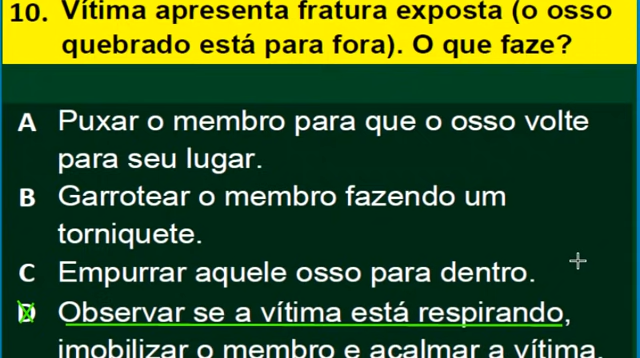 10. Vítima apresenta fratura exposta (o osso
quebrado está para fora). O que faze?
A Puxar o membro para que o osso volte
para seu lugar.
B Garrotear o membro fazendo um
torniquete.
C Empurrar aquele osso para dentro.
D Observar se a vítima está respirando,
imobilizar o membro e acalmar a vítima.